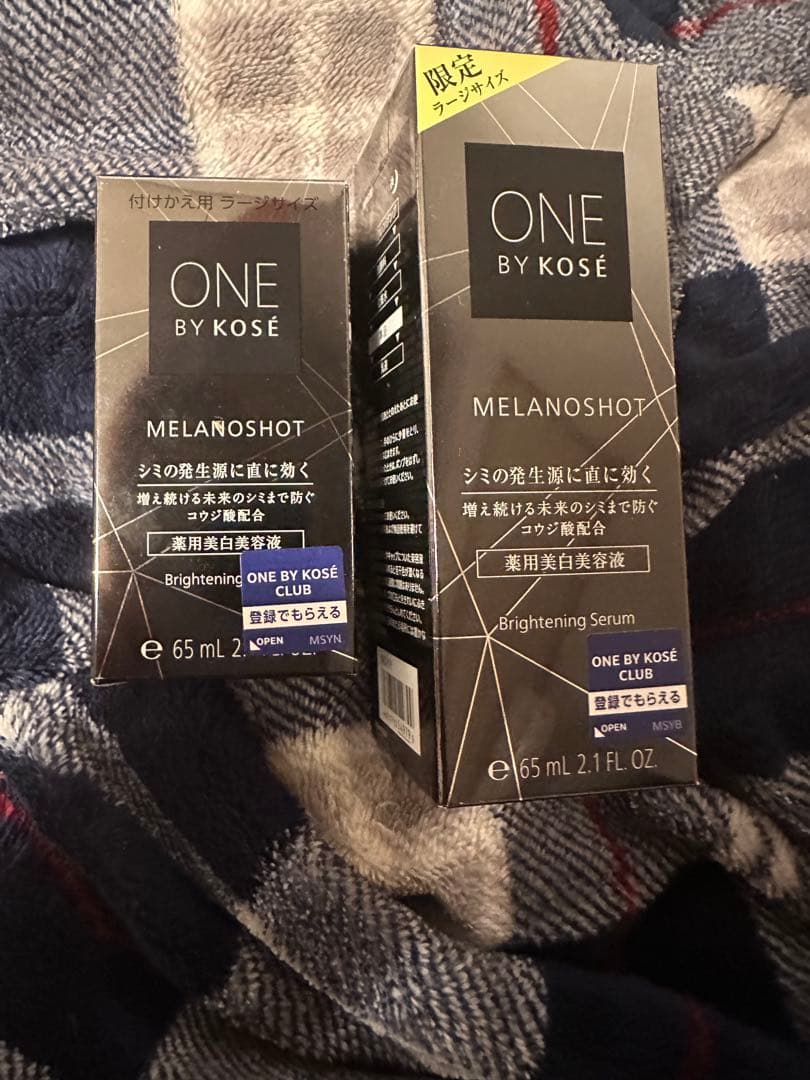 付けかえ用 ラージサイズ
ONE
BY KOSÉ
MELANOSHOT
シミの発生源に直に効く
増え続ける未来のシミまで防ぐ
コウジ酸配合
薬用美白美容液
Brightening
ONE BY KOSÉ
CLUB
登録でもらえる
OPEN MSYN
e 65 mL 2.
限定
ラージサイズ
ONE
BY KOSÉ
MELANOSHOT
シミの発生源に直に効く
増え続ける未来のシミまで防ぐ
コウジ酸配合
薬用美白美容液
Brightening Serum
ONE BY KOSÉ
CLUB
登録でもらえる
OPEN MSYB
e 65 mL 2.1 FL. OZ.